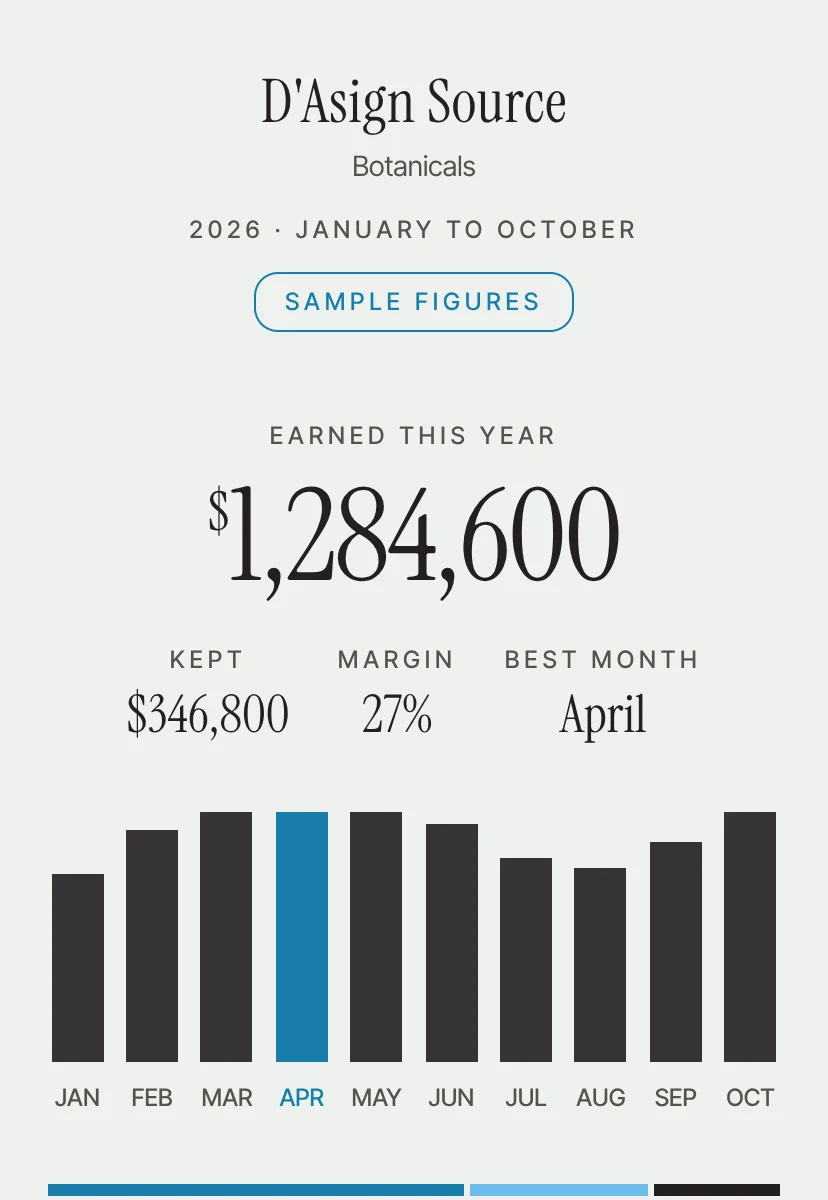 D'Asign Source
Botanicals
2026 · JANUARY TO OCTOBER
SAMPLE FIGURES
EARNED THIS YEAR
$1,284,600
KEPT MARGIN BEST MONTH
$346,800 27% April
JAN FEB MAR APR MAY JUN JUL AUG SEP OCT